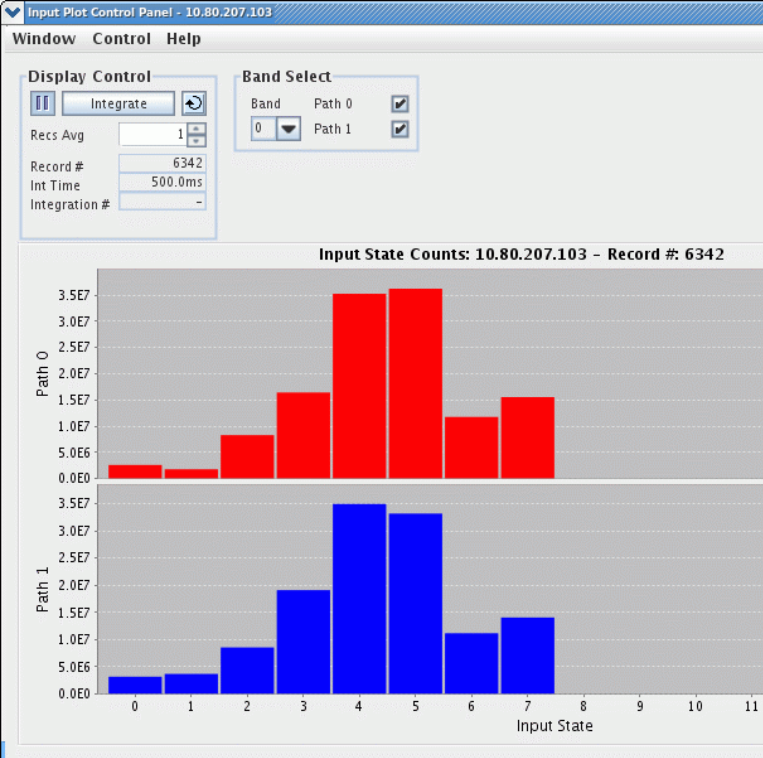 Input Plot Control Panel - 10.80.207.103
Window Control Help
Display Control
Integrate
Recs Avg 1
Record # 6342
Int Time 500.0ms
Integration # -
Band Select
Band Path 0
0 Path 1
Input State Counts: 10.80.207.103 - Record #: 6342
Path 0
3.5E7
3.0E7
2.5E7
2.0E7
1.5E7
1.0E7
5.0E6
0.0E0
Path 1
3.5E7
3.0E7
2.5E7
2.0E7
1.5E7
1.0E7
5.0E6
0.0E0
0 1 2 3 4 5 6 7 8 9 10 11
Input State